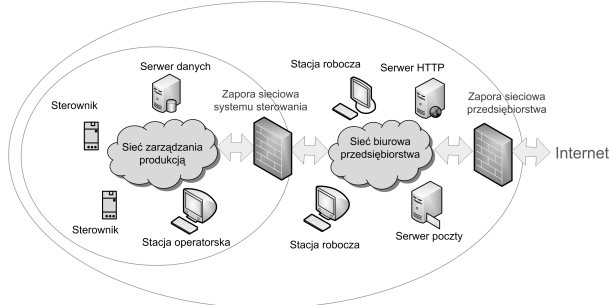 Serwer danych
Stacja robocza
Serwer HTTP
Sterownik
Zapora sieciowa
systemu sterowania
Zapora sieciowa
przedsiębiorstwa
Sieć zarządzania
produkcją
Sieć biurowa
przedsiębiorstwa
Internet
Sterownik
Stacja operatorska
Stacja robocza
Serwer poczty